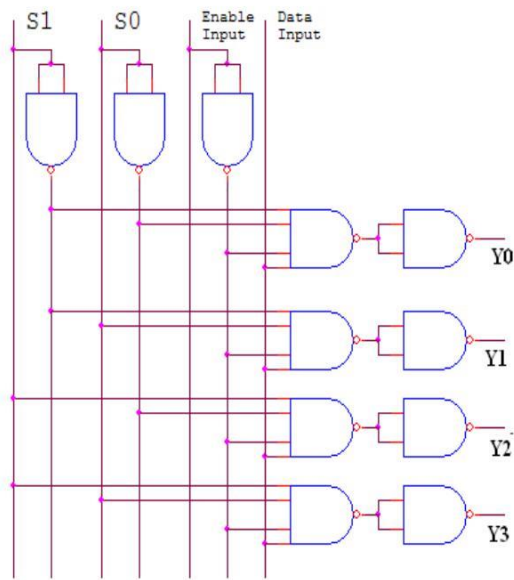 S1
S0
Enable
Input
Data
Input
Y0
Y1
Y2
Y3